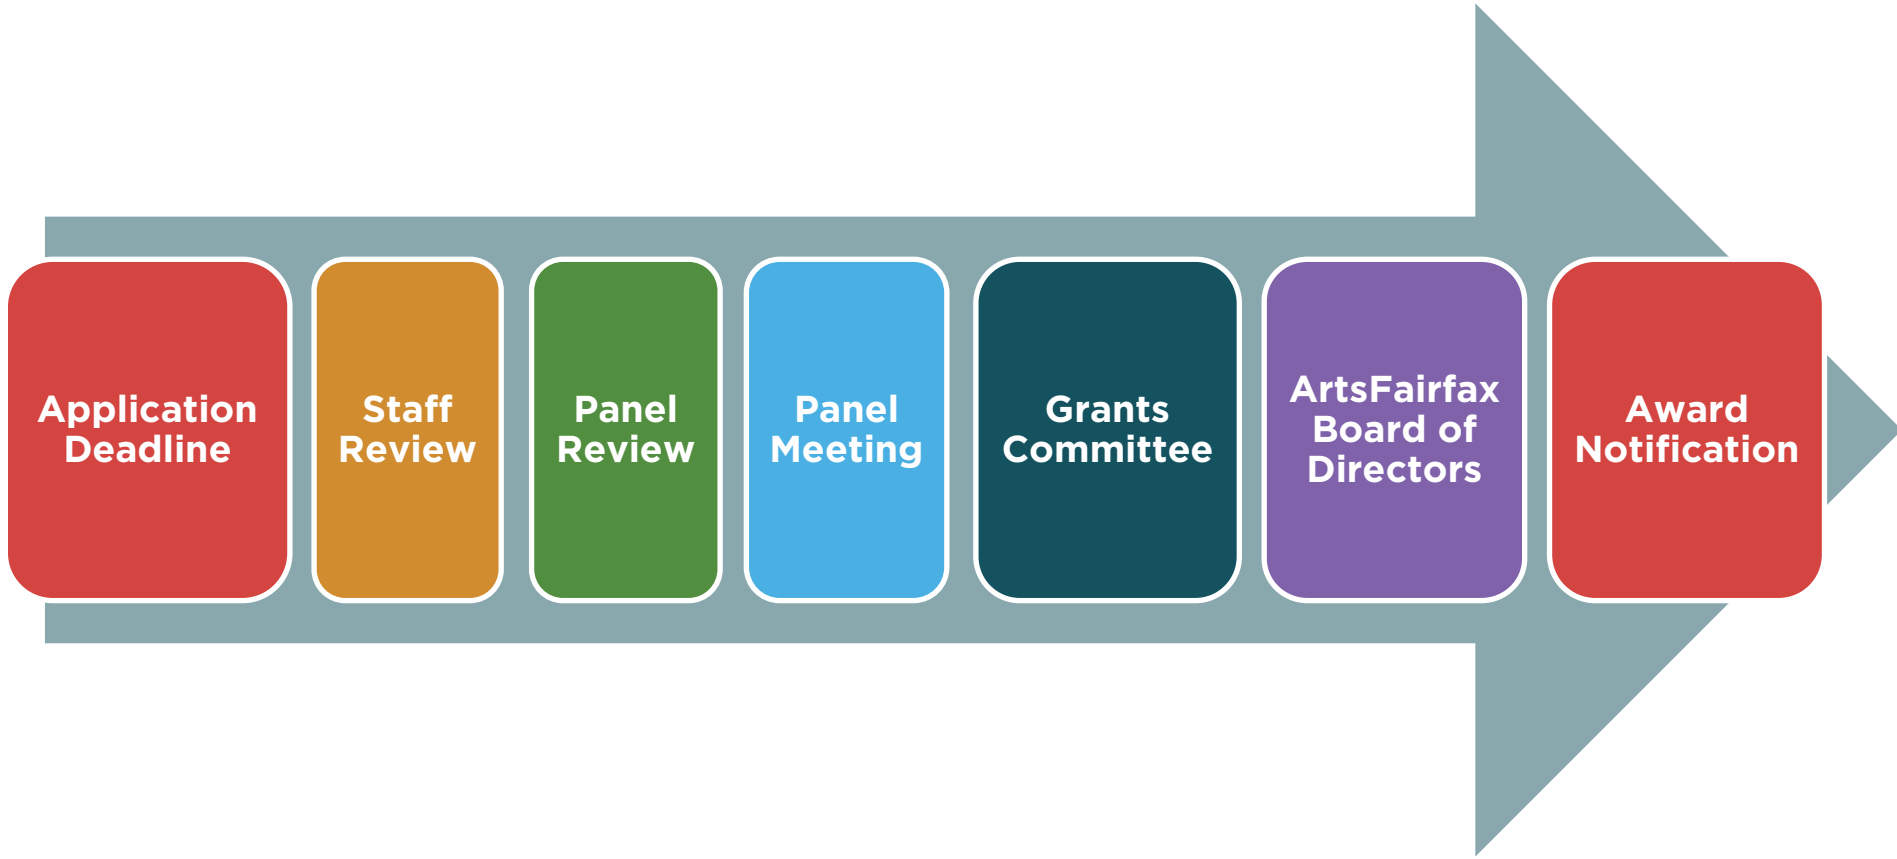 Application
Deadline
Staff
Review
Panel
Review
Panel
Meeting
Grants
Committee
ArtsFairfax
Board of
Directors
Award
Notification